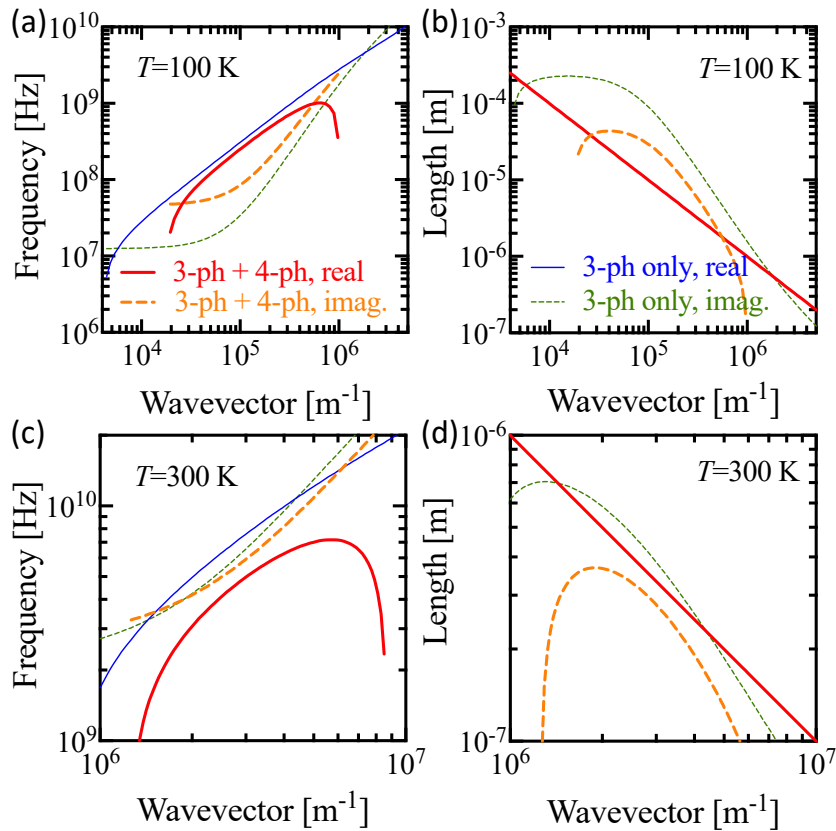 (a)
10^10
10^9
10^8
10^7
10^6
Frequency [Hz]
T=100 K
3-ph + 4-ph, real
3-ph + 4-ph, imag.
10^4
10^5
10^6
Wavevector [m^-1]
(b)
10^-3
10^-4
10^-5
10^-6
10^-7
Length [m]
T=100 K
3-ph only, real
3-ph only, imag.
10^4
10^5
10^6
Wavevector [m^-1]
(c)
10^10
10^9
Frequency [Hz]
T=300 K
10^6
10^7
Wavevector [m^-1]
(d)
10^-6
10^-7
Length [m]
T=300 K
10^6
10^7
Wavevector [m^-1]